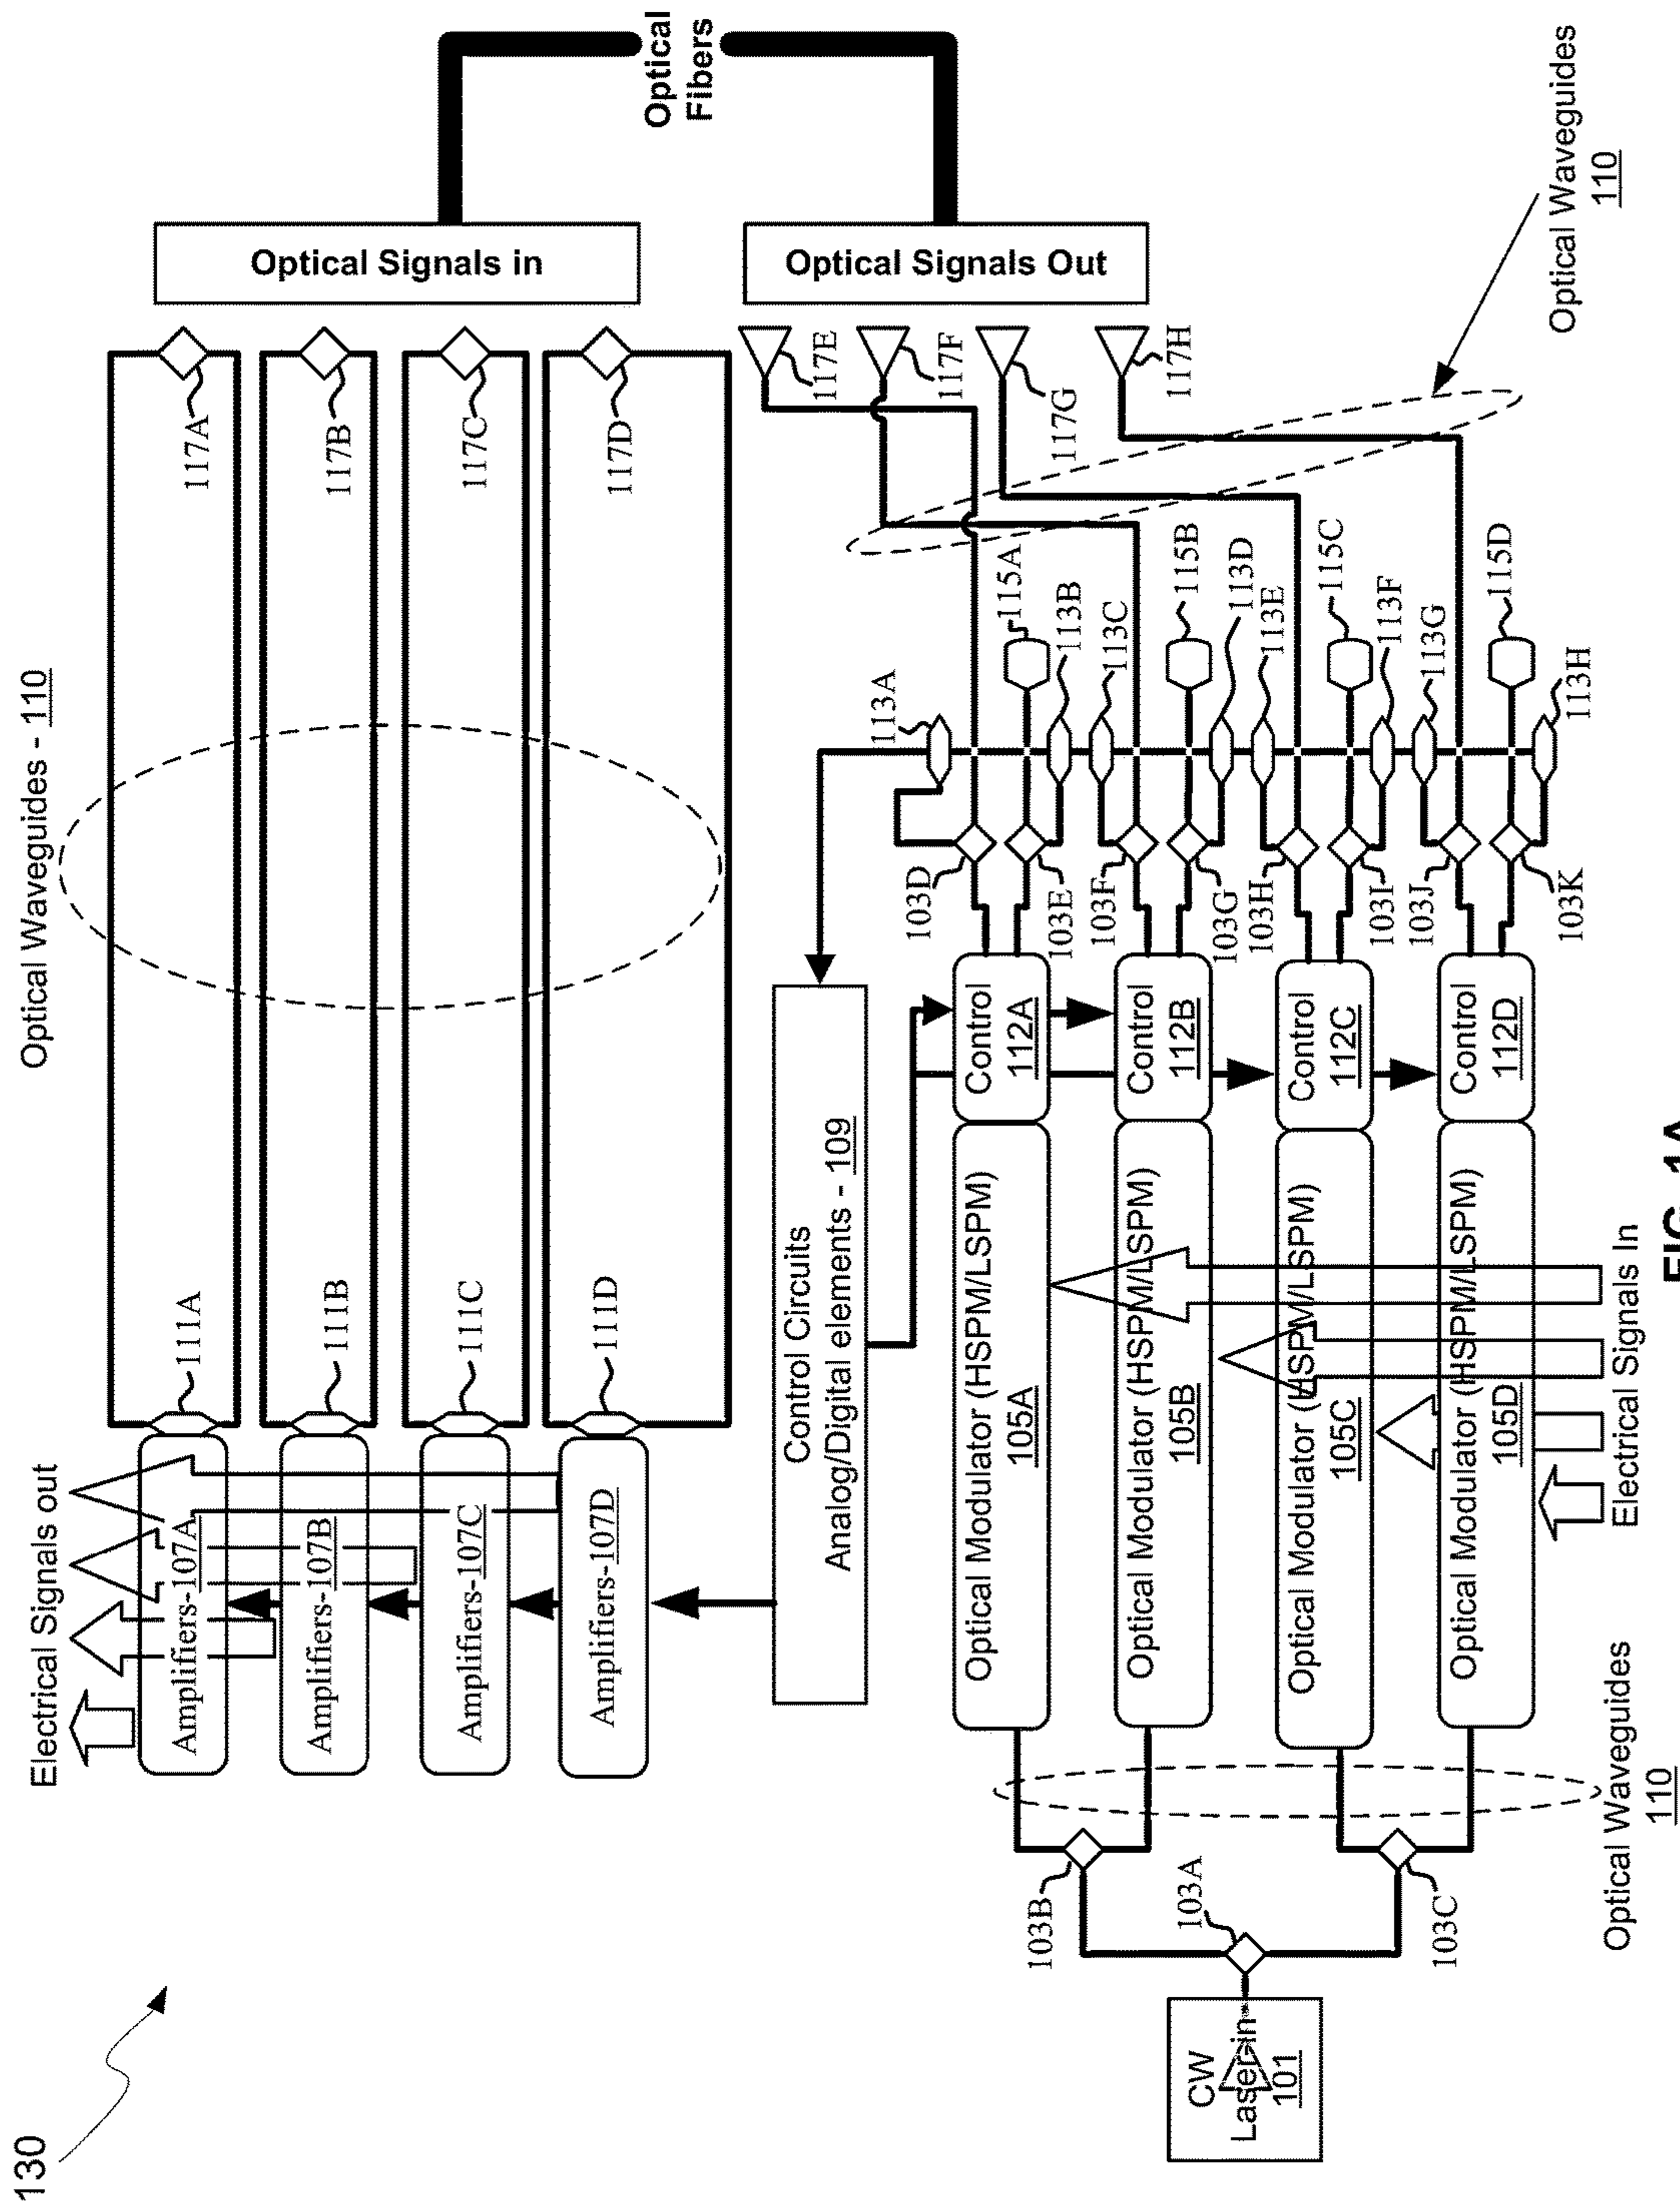 130
Electrical Signals out
Optical Waveguides - 110
Amplifiers-107A
Amplifiers-107B
Amplifiers-107C
Amplifiers-107D
111A
111B
111C
111D
117A
117B
117C
117D
Optical Signals in
Optical
Fibers
Optical Signals Out
117E
117F
117G
117H
Control Circuits
Analog/Digital elements - 109
CW
Laser in
101
103A
103B
103C
Optical Waveguides
110
Optical Modulator (HSPM/LSPM)
105A
Optical Modulator (HSPM/LSPM)
105B
Optical Modulator (HSPM/LSPM)
105C
Optical Modulator (HSPM/LSPM)
105D
Electrical Signals In
Control
112A
Control
112B
Control
112C
Control
112D
103D
103E
103F
103G
103H
103I
103J
103K
113A
113B
113C
113D
113E
113F
113G
113H
115A
115B
115C
115D
Optical Waveguides
110
FIG. 1A